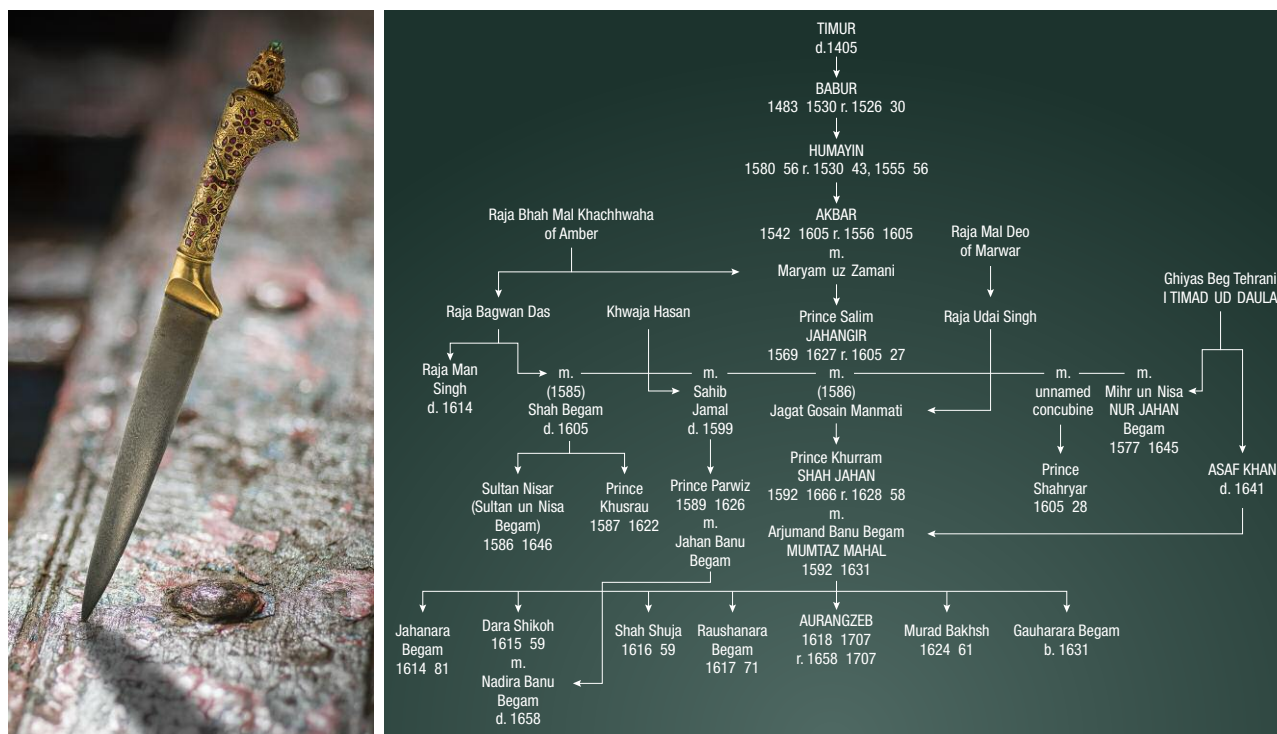 TIMUR
d.1405
BABUR
1483 1530 r. 1526 30
HUMAYIN
1580 56 r. 1530 43, 1555 56
Raja Bhah Mal Khachhwaha
of Amber
AKBAR
1542 1605 r. 1556 1605
m.
Maryam uz Zamani
Raja Mal Deo
of Marwar
Ghiyas Beg Tehrani
I TIMAD UD DAULA
Raja Bagwan Das
Khwaja Hasan
Prince Salim
JAHANGIR
1569 1627 r. 1605 27
Raja Udai Singh
Raja Man
Singh
d. 1614
m.
(1585)
Shah Begam
d. 1605
m.
Sahib
Jamal
d. 1599
m.
(1586)
Jagat Gosain Manmati
m.
unnamed
concubine
m.
Mihr un Nisa
NUR JAHAN
Begam
1577 1645
Sultan Nisar
(Sultan un Nisa
Begam)
1586 1646
Prince
Khusrau
1587 1622
Prince Parwiz
1589 1626
m.
Jahan Banu
Begam
Prince Khurram
SHAH JAHAN
1592 1666 r. 1628 58
m.
Arjumand Banu Begam
MUMTAZ MAHAL
1592 1631
Prince
Shahryar
1605 28
ASAF KHAN
d. 1641
Jahanara
Begam
1614 81
Dara Shikoh
1615 59
m.
Nadira Banu
Begam
d. 1658
Shah Shuja
1616 59
Raushanara
Begam
1617 71
AURANGZEB
1618 1707
r. 1658 1707
Murad Bakhsh
1624 61
Gauharara Begam
b. 1631